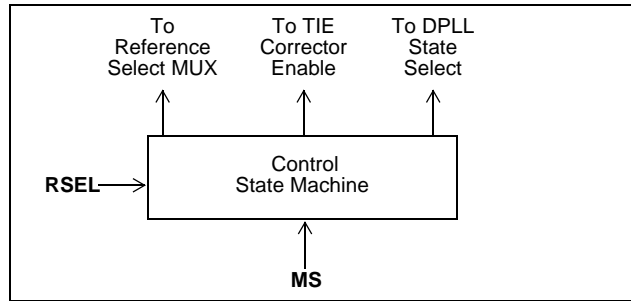 To
Reference
Select MUX
To TIE
Corrector
Enable
To DPLL
State
Select
Control
State Machine
RSEL
MS